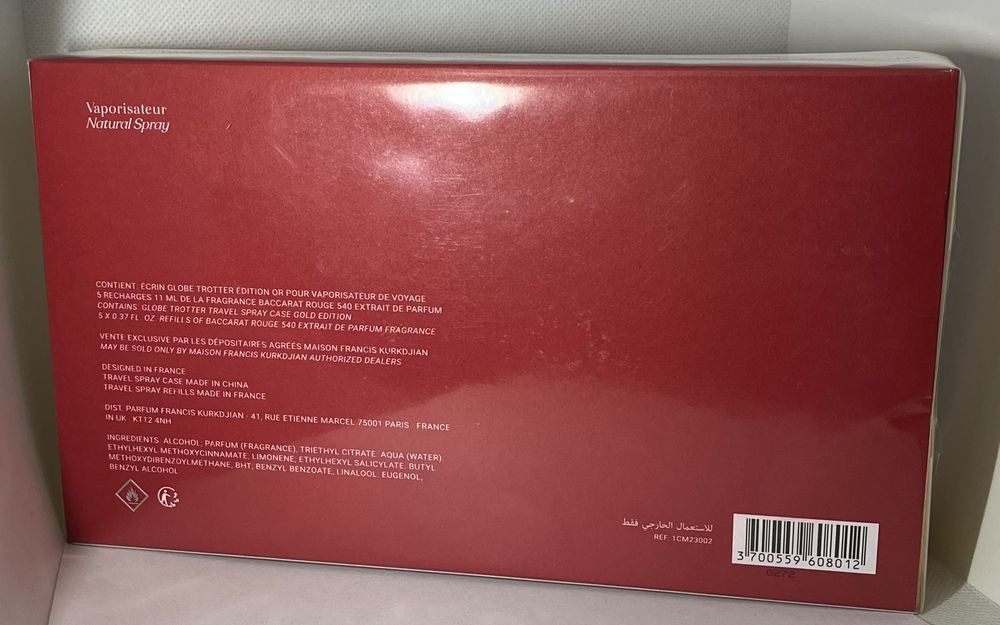 Vaporisateur
Natural Spray
CONTIENT: ÉCRIN GLOBE TROTTER ÉDITION OR POUR VAPORISATEUR DE VOYAGE
5 RECHARGES 11 ML DE LA FRAGRANCE BACCARAT ROUGE 540 EXTRAIT DE PARFUM
CONTAINS: GLOBE TROTTER TRAVEL SPRAY CASE GOLD EDITION
5 X 0.37 FL OZ REFILLS OF BACCARAT ROUGE 540 EXTRAIT DE PARFUM FRAGRANCE
VENTE EXCLUSIVE PAR LES DÉPOSITAIRES AGRÉÉS MAISON FRANCIS KURKDJIAN
MAY BE SOLD ONLY BY MAISON FRANCIS KURKDJIAN AUTHORIZED DEALERS
DESIGNED IN FRANCE
TRAVEL SPRAY CASE MADE IN CHINA
TRAVEL SPRAY REFILLS MADE IN FRANCE
DIST. PARFUM FRANCIS KURKDJIAN · 41, RUE ETIENNE MARCEL 75001 PARIS · FRANCE
IN UK · KT12 4NH
INGREDIENTS: ALCOHOL, PARFUM (FRAGRANCE), TRIETHYL CITRATE, AQUA (WATER)
ETHYLHEXYL METHOXYCINNAMATE, LIMONENE, ETHYLHEXYL SALICYLATE, BUTYL
METHOXYDIBENZOYLMETHANE, BHT, BENZYL BENZOATE, LINALOOL, EUGENOL,
BENZYL ALCOHOL
للاستعمال الخارجي فقط
REF. 1CM23002
3 700559 608012
0272